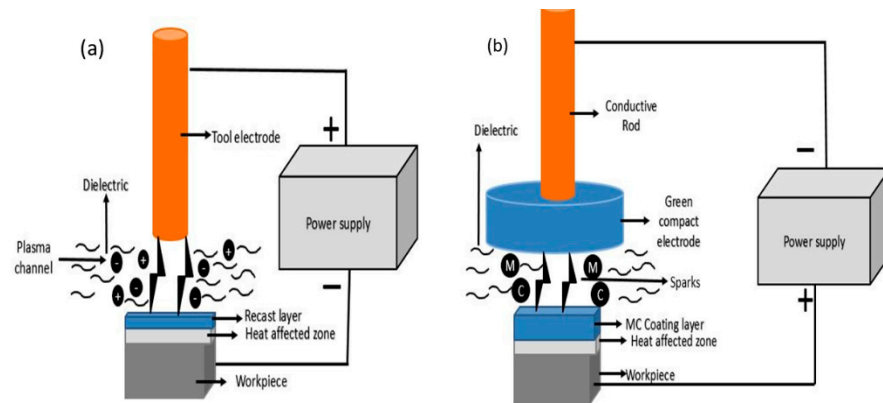 (a)
+
Tool electrode
Dielectric
Power supply
Plasma
channel
-
+
+
-
+
-
−
Recast layer
Heat affected zone
Workpiece
(b)
Dielectric
Conductive
Rod
−
Green
compact
electrode
Power supply
M
M
Sparks
C
C
+
MC Coating layer
Heat affected zone
Workpiece